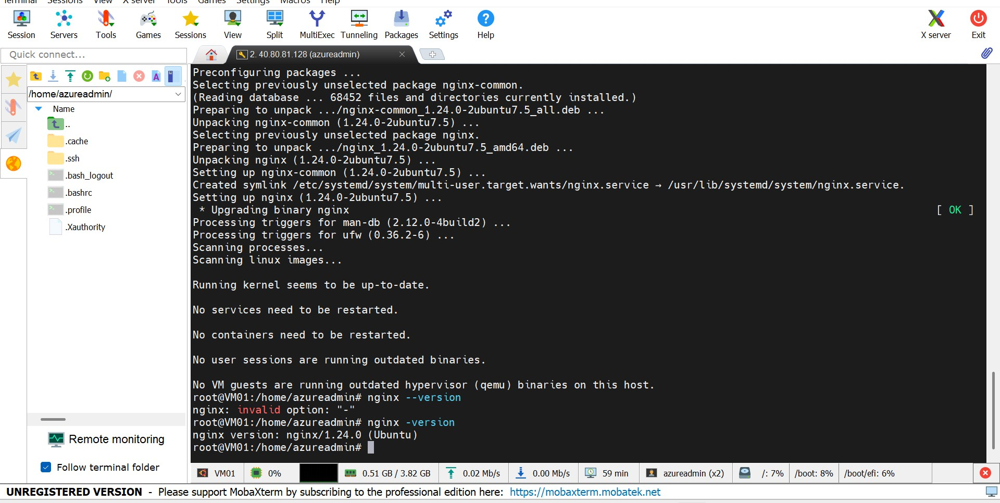 Terminal Sessions View X server Tools Games Settings Macros Help
Session Servers Tools Games Sessions View Split MultiExec Tunneling Packages Settings Help X server Exit
Quick connect...
2. 40.80.81.128 (azureadmin)
/home/azureadmin/
Name
..
.cache
.ssh
.bash_logout
.bashrc
.profile
.Xauthority
Remote monitoring
Follow terminal folder
Preconfiguring packages ...
Selecting previously unselected package nginx-common.
(Reading database ... 68452 files and directories currently installed.)
Preparing to unpack .../nginx-common_1.24.0-2ubuntu7.5_all.deb ...
Unpacking nginx-common (1.24.0-2ubuntu7.5) ...
Selecting previously unselected package nginx.
Preparing to unpack .../nginx_1.24.0-2ubuntu7.5_amd64.deb ...
Unpacking nginx (1.24.0-2ubuntu7.5) ...
Setting up nginx-common (1.24.0-2ubuntu7.5) ...
Created symlink /etc/systemd/system/multi-user.target.wants/nginx.service → /usr/lib/systemd/system/nginx.service.
Setting up nginx (1.24.0-2ubuntu7.5) ...
* Upgrading binary nginx [ OK ]
Processing triggers for man-db (2.12.0-4build2) ...
Processing triggers for ufw (0.36.2-6) ...
Scanning processes...
Scanning linux images...
Running kernel seems to be up-to-date.
No services need to be restarted.
No containers need to be restarted.
No user sessions are running outdated binaries.
No VM guests are running outdated hypervisor (qemu) binaries on this host.
root@VM01:/home/azureadmin# nginx --version
nginx: invalid option: "-"
root@VM01:/home/azureadmin# nginx -version
nginx version: nginx/1.24.0 (Ubuntu)
root@VM01:/home/azureadmin#
VM01 0% 0.51 GB / 3.82 GB 0.02 Mb/s 0.00 Mb/s 59 min azureadmin (x2) /: 7% /boot: 8% /boot/efi: 6%
UNREGISTERED VERSION - Please support MobaXterm by subscribing to the professional edition here: https://mobaxterm.mobatek.net